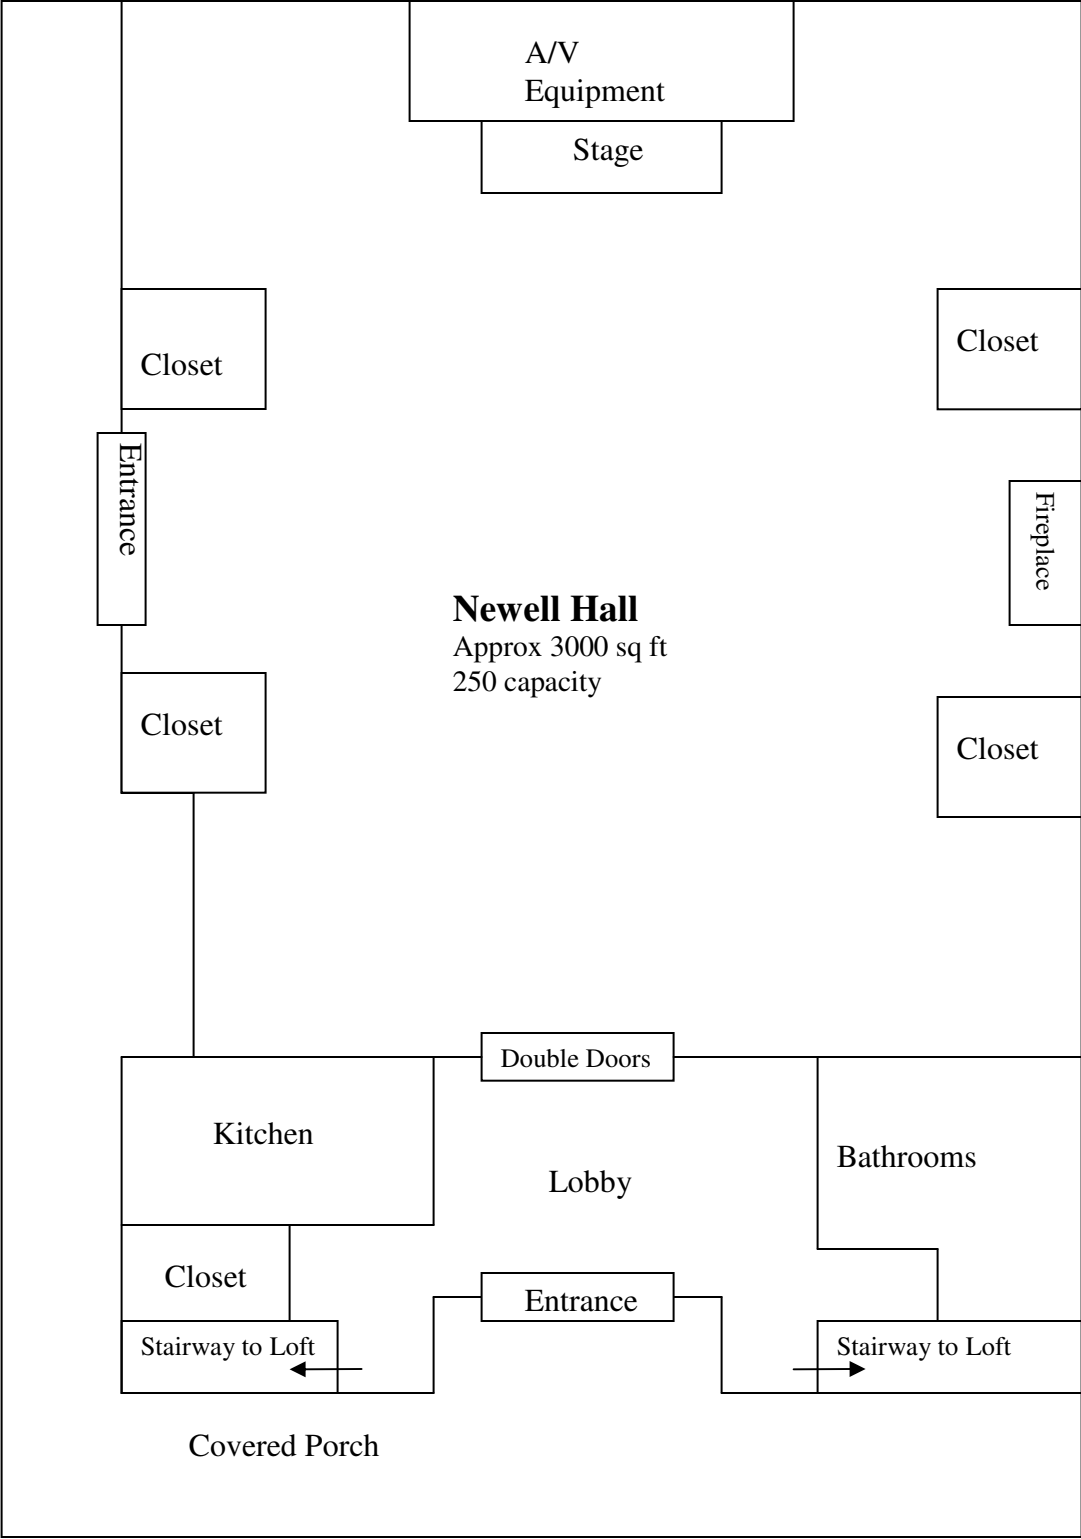 A/V
Equipment
Stage
Closet
Closet
Entrance
Fireplace
Newell Hall
Approx 3000 sq ft
250 capacity
Closet
Closet
Double Doors
Kitchen
Bathrooms
Lobby
Closet
Entrance
Stairway to Loft
Stairway to Loft
Covered Porch